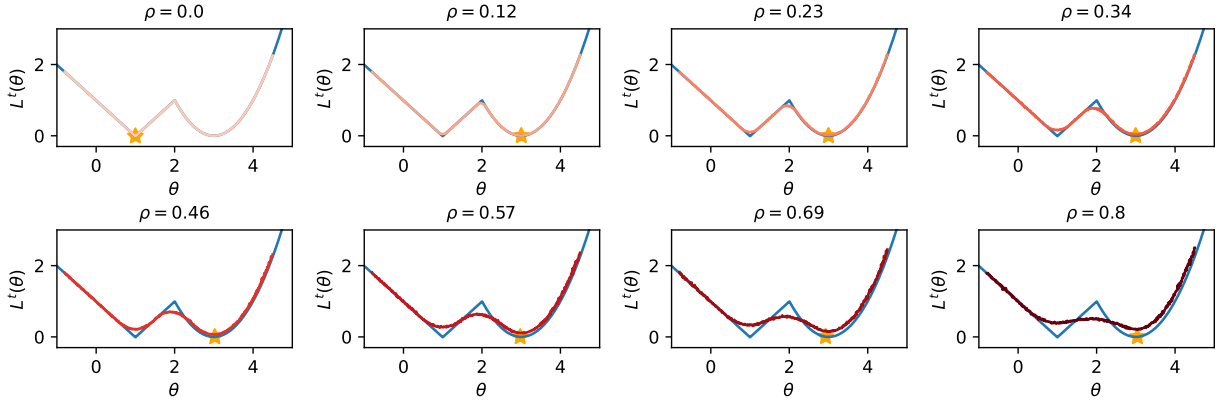 ρ = 0.0 ρ = 0.12 ρ = 0.23 ρ = 0.34
L^t(θ) 2 0 L^t(θ) 2 0 L^t(θ) 2 0 L^t(θ) 2 0
0 2 4 0 2 4 0 2 4 0 2 4
θ θ θ θ
ρ = 0.46 ρ = 0.57 ρ = 0.69 ρ = 0.8
L^t(θ) 2 0 L^t(θ) 2 0 L^t(θ) 2 0 L^t(θ) 2 0
0 2 4 0 2 4 0 2 4 0 2 4
θ θ θ θ